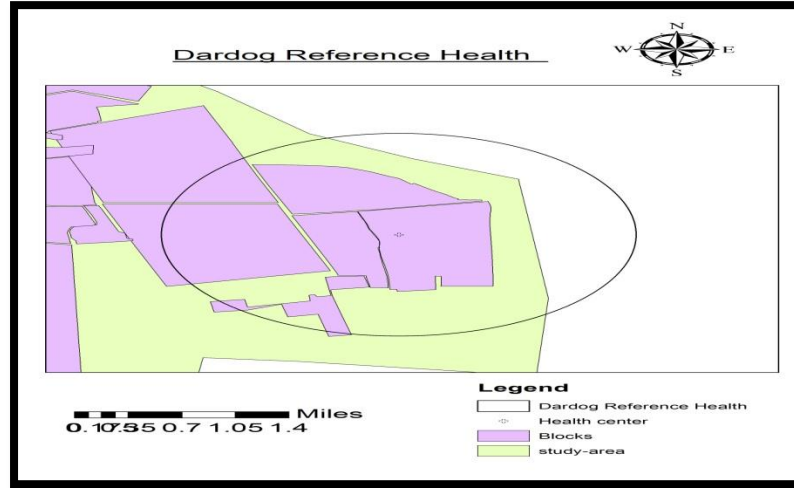 Dardog Reference Health
N
W E
S
Legend
Dardog Reference Health
Health center
Blocks
study-area
Miles
0.7 1.05 1.4